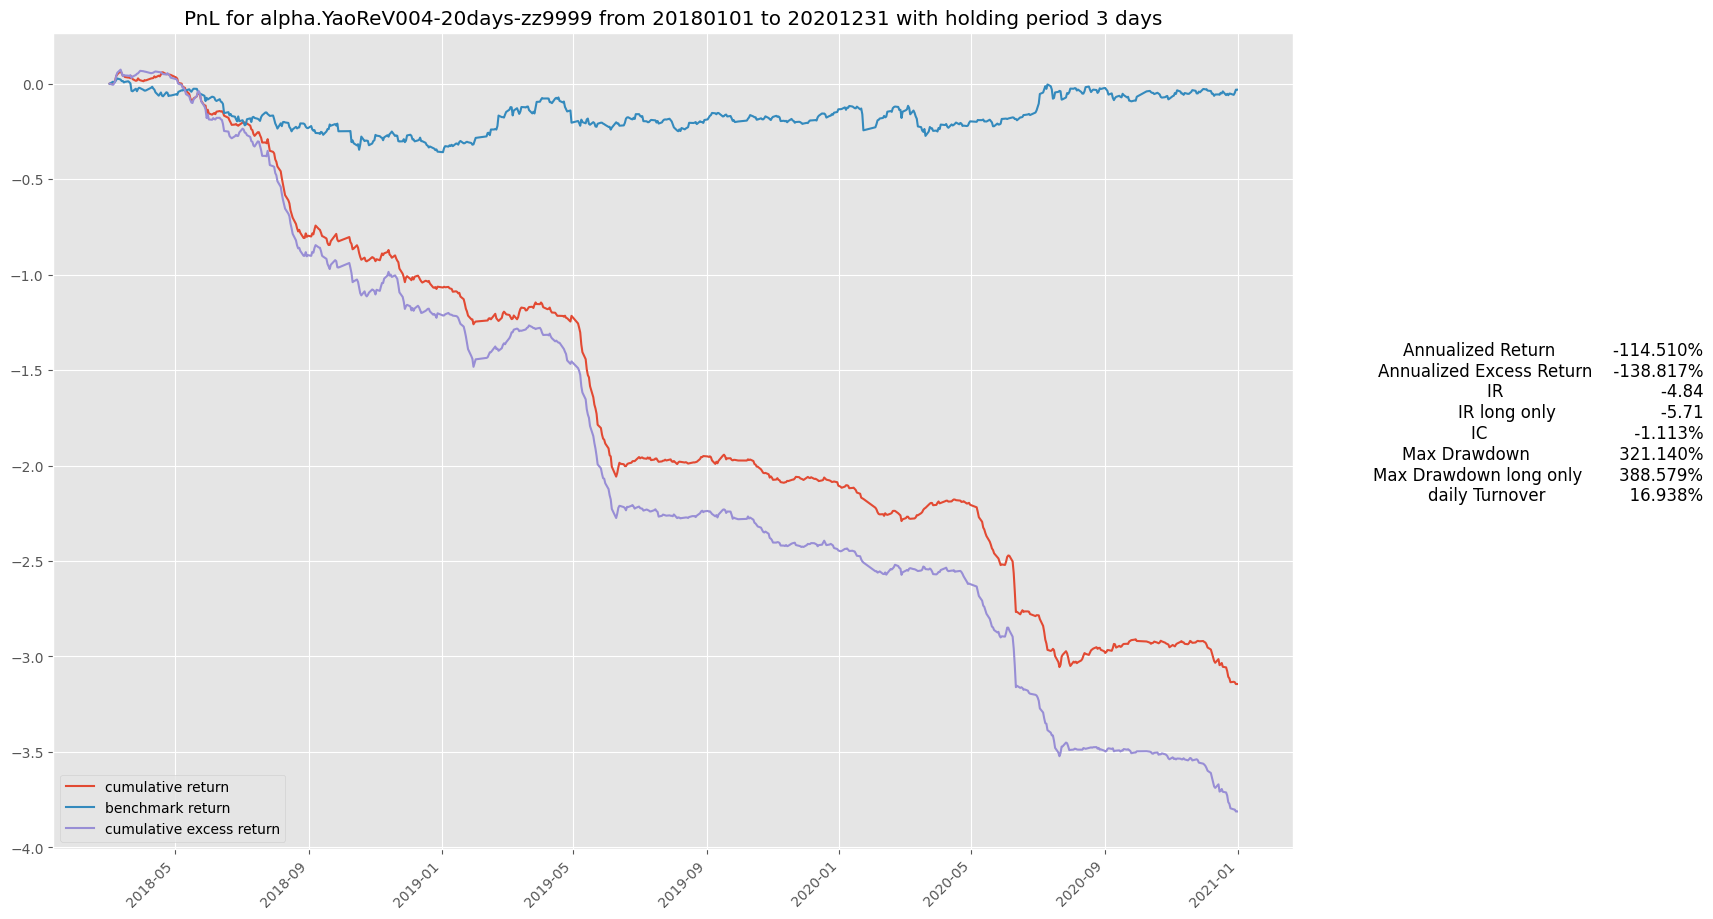 PnL for alpha.YaoReV004-20days-zz9999 from 20180101 to 20201231 with holding period 3 days
0.0
−0.5
−1.0
−1.5
−2.0
−2.5
−3.0
−3.5
−4.0
2018-05
2018-09
2019-01
2019-05
2019-09
2020-01
2020-05
2020-09
2021-01
cumulative return
benchmark return
cumulative excess return
Annualized Return -114.510%
Annualized Excess Return -138.817%
IR -4.84
IR long only -5.71
IC -1.113%
Max Drawdown 321.140%
Max Drawdown long only 388.579%
daily Turnover 16.938%